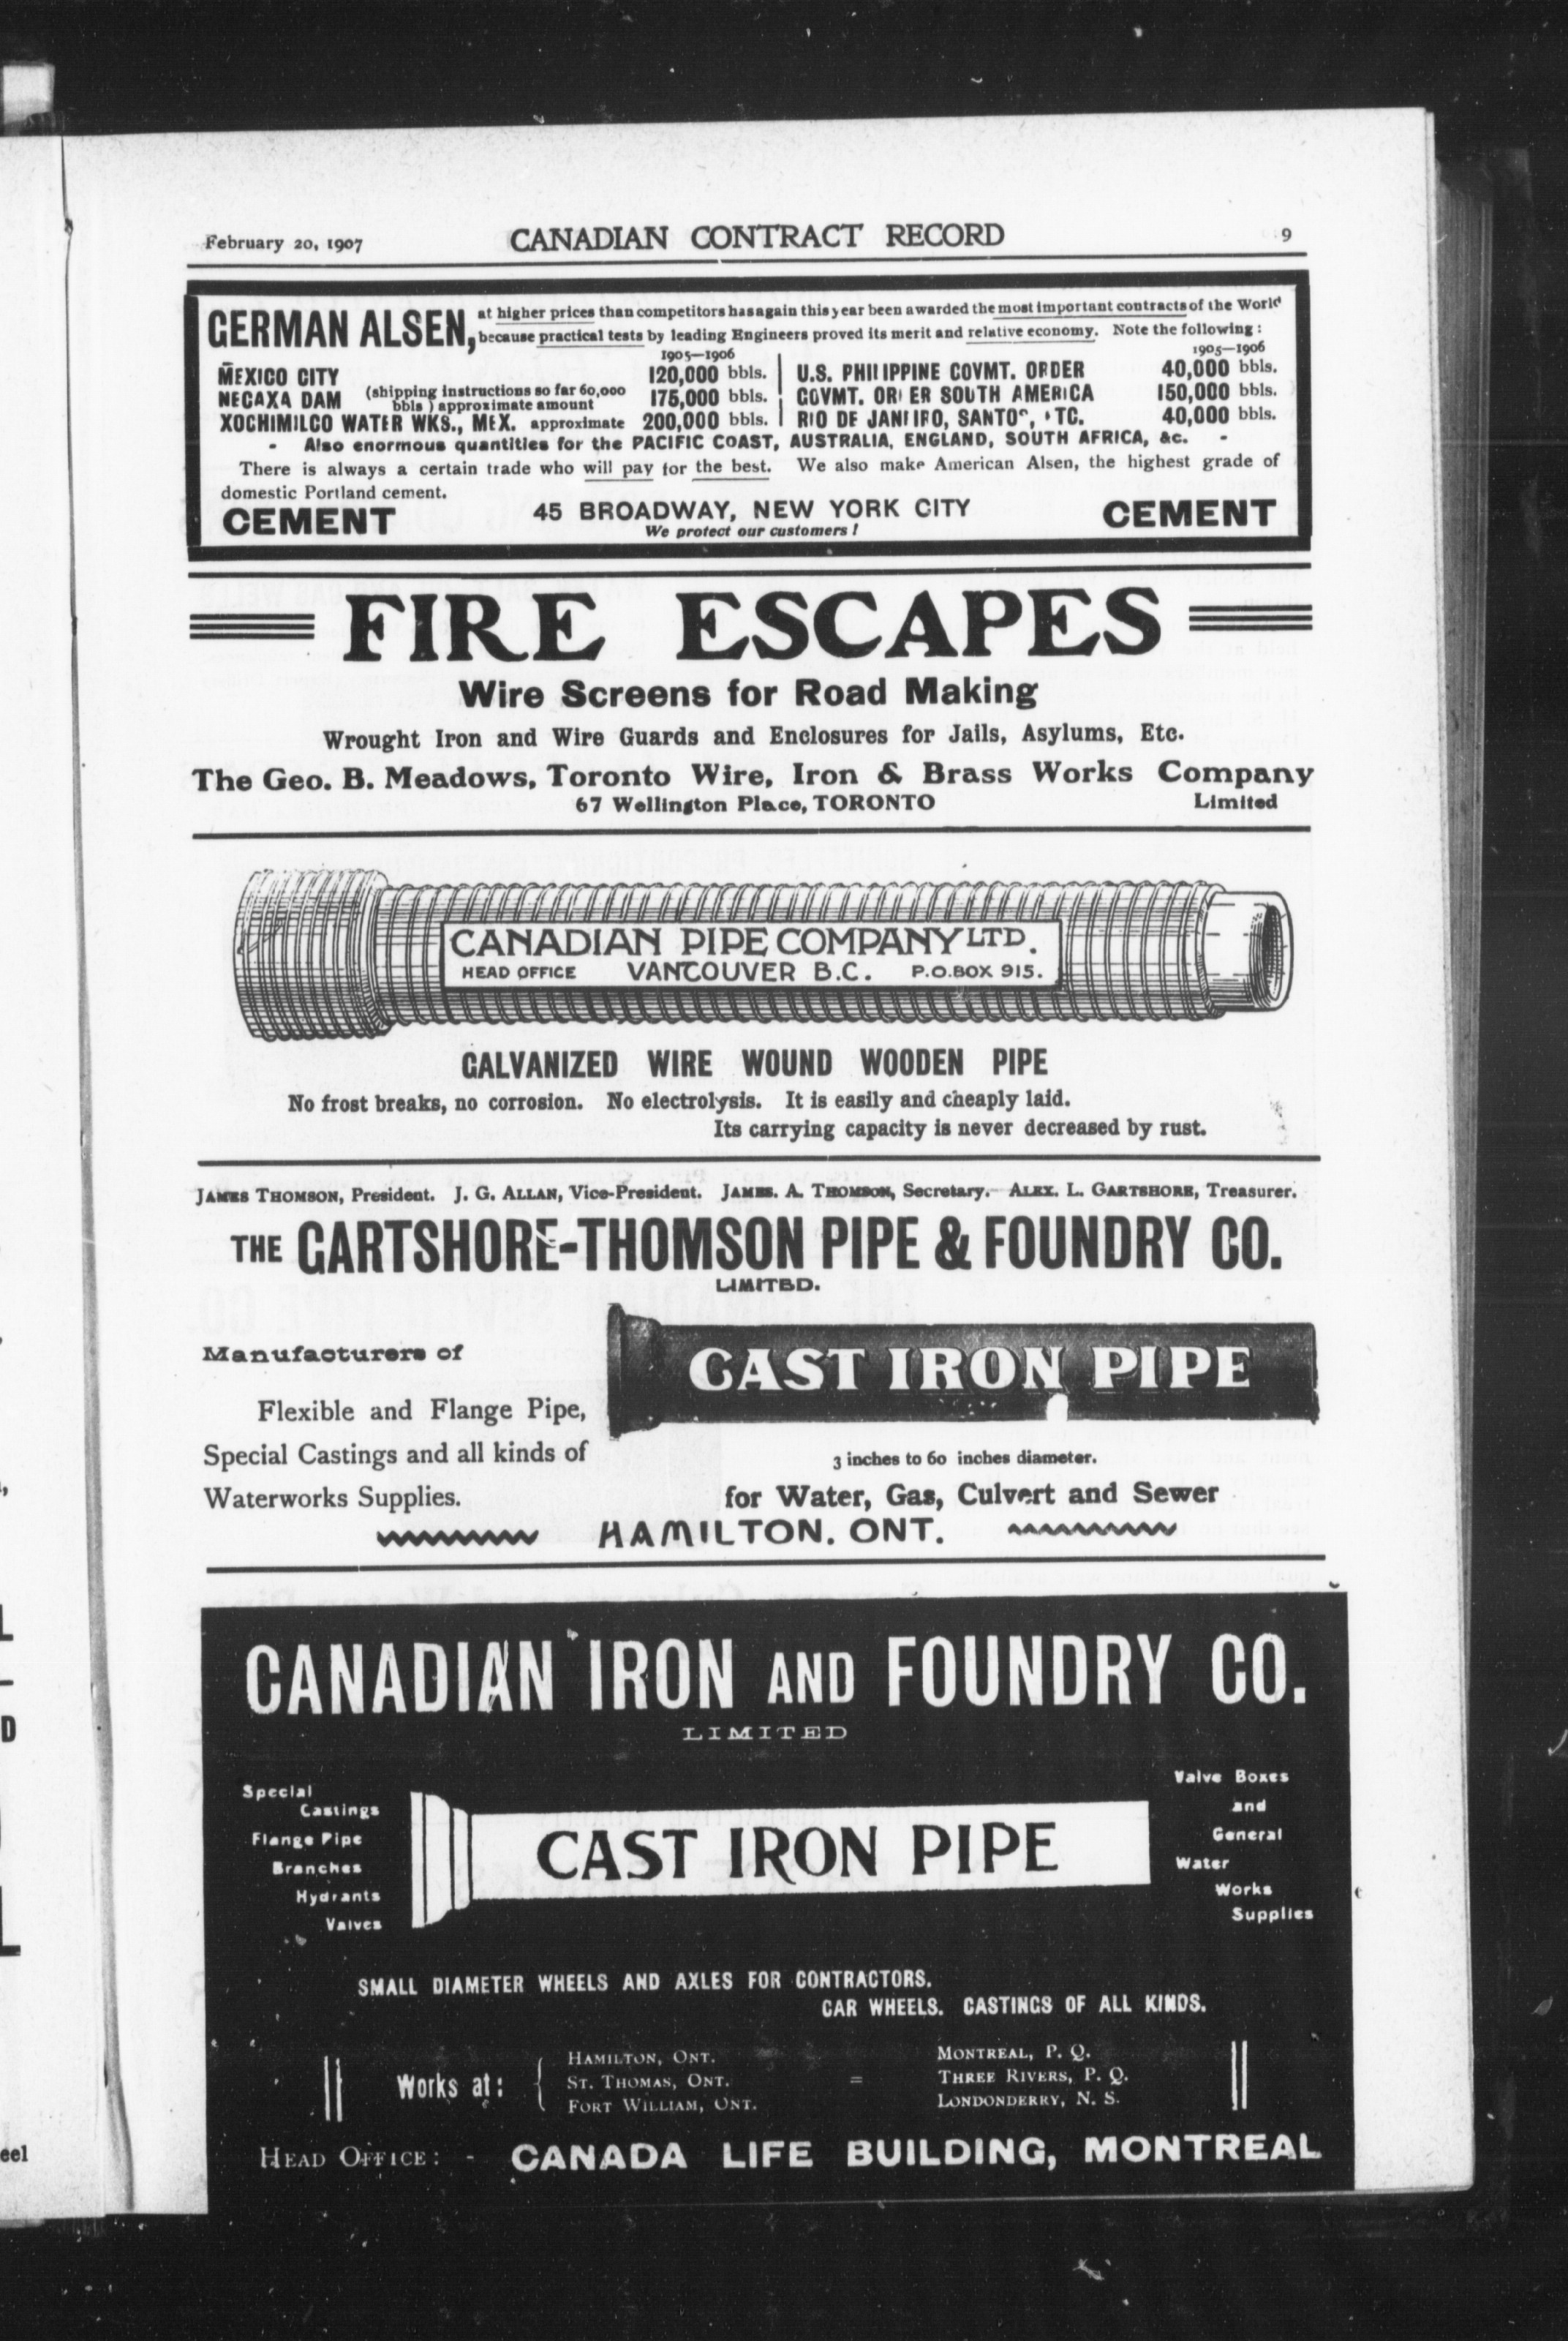 February 20, 1907 CANADIAN CONTRACT RECORD 9
GERMAN ALSEN, at higher prices than competitors has again this year been awarded the most important contracts of the World
because practical tests by leading Engineers proved its merit and relative economy. Note the following:
1905—1906 1905—1906
MEXICO CITY 120,000 bbls. U.S. PHILIPPINE GOVMT. ORDER 40,000 bbls.
NECAXA DAM (shipping instructions so far 60,000 bbls) approximate amount 175,000 bbls. GOVMT. ORDER SOUTH AMERICA 150,000 bbls.
XOCHIMILCO WATER WKS., MEX. approximate 200,000 bbls. RIO DE JANEIRO, SANTOS, ETC. 40,000 bbls.
- Also enormous quantities for the PACIFIC COAST, AUSTRALIA, ENGLAND, SOUTH AFRICA, &c. -
There is always a certain trade who will pay for the best. We also make American Alsen, the highest grade of
domestic Portland cement.
CEMENT 45 BROADWAY, NEW YORK CITY CEMENT
We protect our customers!
FIRE ESCAPES
Wire Screens for Road Making
Wrought Iron and Wire Guards and Enclosures for Jails, Asylums, Etc.
The Geo. B. Meadows, Toronto Wire, Iron & Brass Works Company
67 Wellington Place, TORONTO Limited
CANADIAN PIPE COMPANY LTD.
HEAD OFFICE VANCOUVER B.C. P.O.BOX 915.
GALVANIZED WIRE WOUND WOODEN PIPE
No frost breaks, no corrosion. No electrolysis. It is easily and cheaply laid.
Its carrying capacity is never decreased by rust.
JAMES THOMSON, President. J. G. ALLAN, Vice-President. JAMES. A. THOMSON, Secretary. ALEX. L. GARTSHORE, Treasurer.
THE GARTSHORE-THOMSON PIPE & FOUNDRY CO.
LIMITED.
Manufacturers of
Flexible and Flange Pipe,
Special Castings and all kinds of
Waterworks Supplies.
CAST IRON PIPE
3 inches to 60 inches diameter.
for Water, Gas, Culvert and Sewer
HAMILTON. ONT.
CANADIAN IRON AND FOUNDRY CO.
LIMITED
Special
Castings
Flange Pipe
Branches
Hydrants
Valves
CAST IRON PIPE
Valve Boxes
and
General
Water
Works
Supplies
SMALL DIAMETER WHEELS AND AXLES FOR CONTRACTORS.
CAR WHEELS. CASTINGS OF ALL KINDS.
Works at:
HAMILTON, ONT. MONTREAL, P. Q.
ST. THOMAS, ONT. = THREE RIVERS, P. Q.
FORT WILLIAM, ONT. LONDONDERRY, N. S.
HEAD OFFICE: - CANADA LIFE BUILDING, MONTREAL
eel